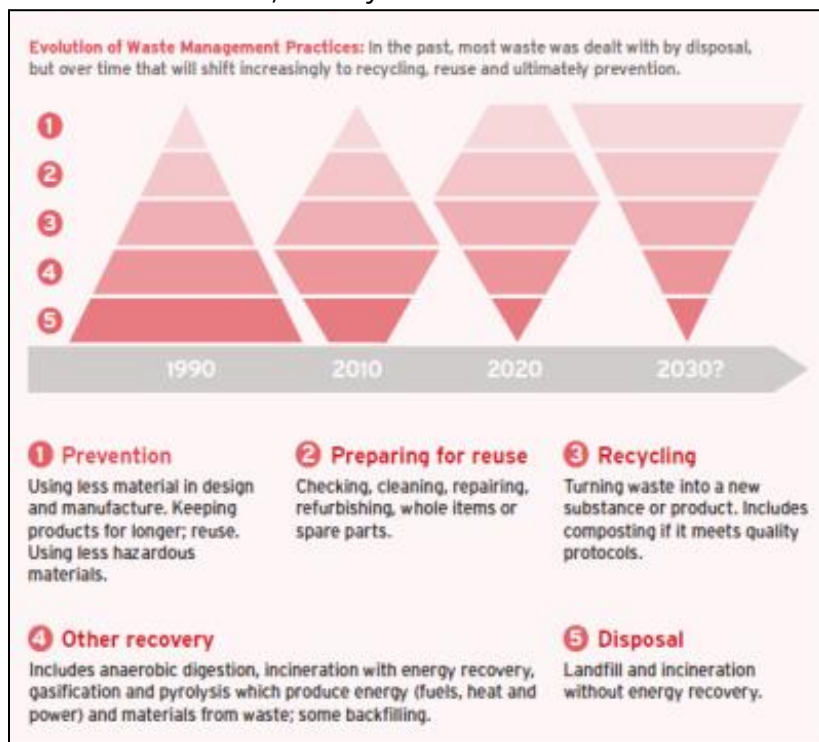 Evolution of Waste Management Practices: In the past, most waste was dealt with by disposal,
but over time that will shift increasingly to recycling, reuse and ultimately prevention.
1
2
3
4
5
1990 2010 2020 2030?
1 Prevention
Using less material in design
and manufacture. Keeping
products for longer; reuse.
Using less hazardous
materials.
2 Preparing for reuse
Checking, cleaning, repairing,
refurbishing, whole items or
spare parts.
3 Recycling
Turning waste into a new
substance or product. Includes
composting if it meets quality
protocols.
4 Other recovery
Includes anaerobic digestion, incineration with energy recovery,
gasification and pyrolysis which produce energy (fuels, heat and
power) and materials from waste; some backfilling.
5 Disposal
Landfill and incineration
without energy recovery.